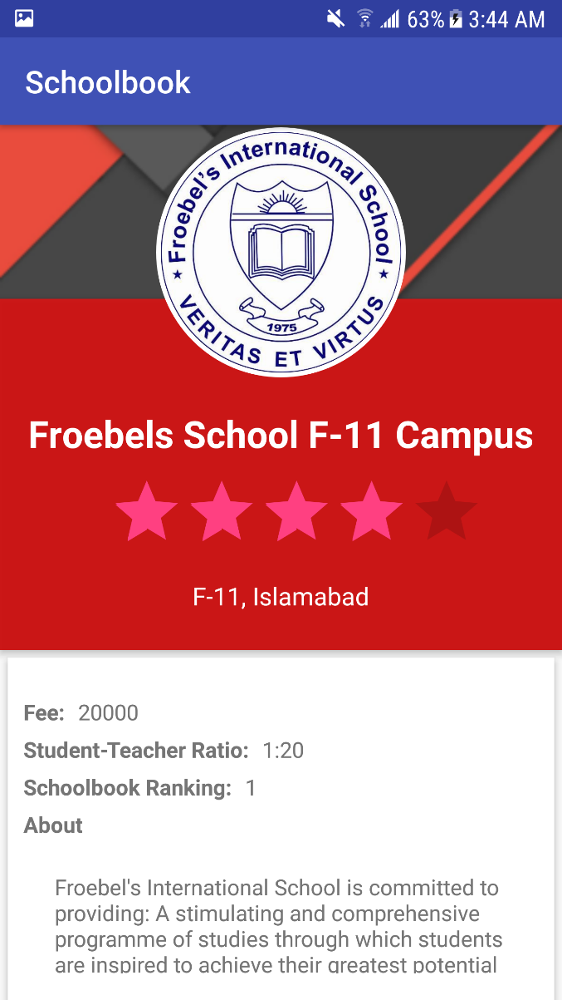 63% 3:44 AM
Schoolbook
Froebel's International School
VERITAS ET VIRTUS
1975
Froebels School F-11 Campus
F-11, Islamabad
Fee: 20000
Student-Teacher Ratio: 1:20
Schoolbook Ranking: 1
About
Froebel's International School is committed to
providing: A stimulating and comprehensive
programme of studies through which students
are inspired to achieve their greatest potential